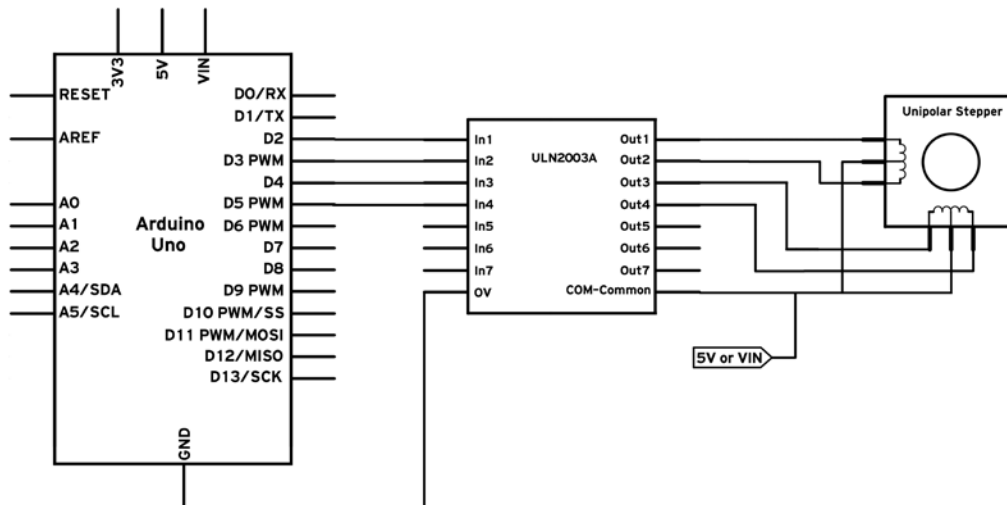 3V3
5V
VIN
RESET
AREF
A0
A1
A2
A3
A4/SDA
A5/SCL
Arduino
Uno
D0/RX
D1/TX
D2
D3 PWM
D4
D5 PWM
D6 PWM
D7
D8
D9 PWM
D10 PWM/SS
D11 PWM/MOSI
D12/MISO
D13/SCK
GND
In1
In2
In3
In4
In5
In6
In7
0V
ULN2003A
Out1
Out2
Out3
Out4
Out5
Out6
Out7
COM-Common
5V or VIN
Unipolar Stepper